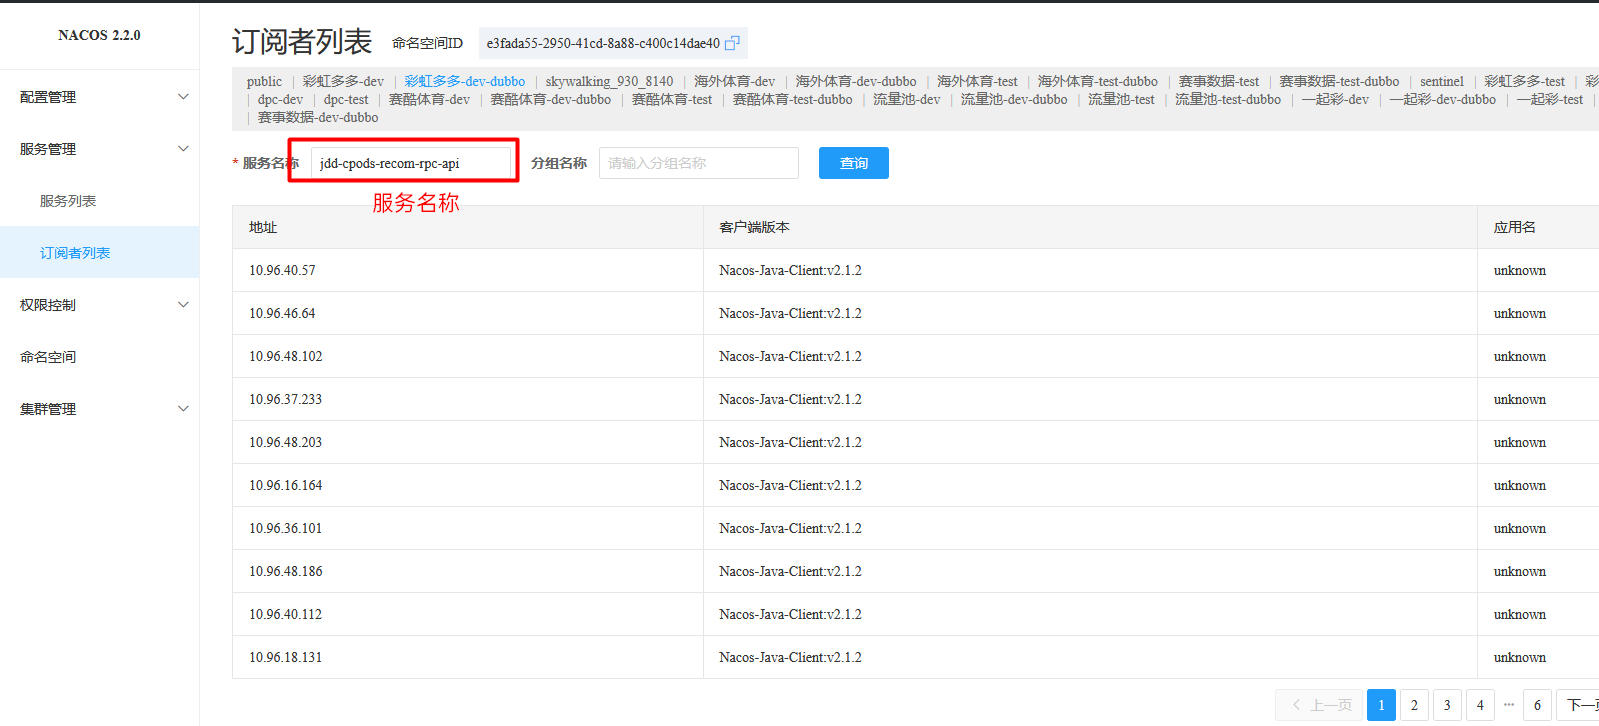 NACOS 2.2.0
配置管理
服务管理
服务列表
订阅者列表
权限控制
命名空间
集群管理
订阅者列表 命名空间ID e3fada55-2950-41cd-8a88-c400c14dae40
public | 彩虹多多-dev | 彩虹多多-dev-dubbo | skywalking_930_8140 | 海外体育-dev | 海外体育-dev-dubbo | 海外体育-test | 海外体育-test-dubbo | 赛事数据-test | 赛事数据-test-dubbo | sentinel | 彩虹多多-test | 彩
| dpc-dev | dpc-test | 赛酷体育-dev | 赛酷体育-dev-dubbo | 赛酷体育-test | 赛酷体育-test-dubbo | 流量池-dev | 流量池-dev-dubbo | 流量池-test | 流量池-test-dubbo | 一起彩-dev | 一起彩-dev-dubbo | 一起彩-test |
| 赛事数据-dev-dubbo
* 服务名称 jdd-cpods-recom-rpc-api 分组名称 请输入分组名称 查询
服务名称
地址 客户端版本 应用名
10.96.40.57 Nacos-Java-Client:v2.1.2 unknown
10.96.46.64 Nacos-Java-Client:v2.1.2 unknown
10.96.48.102 Nacos-Java-Client:v2.1.2 unknown
10.96.37.233 Nacos-Java-Client:v2.1.2 unknown
10.96.48.203 Nacos-Java-Client:v2.1.2 unknown
10.96.16.164 Nacos-Java-Client:v2.1.2 unknown
10.96.36.101 Nacos-Java-Client:v2.1.2 unknown
10.96.48.186 Nacos-Java-Client:v2.1.2 unknown
10.96.40.112 Nacos-Java-Client:v2.1.2 unknown
10.96.18.131 Nacos-Java-Client:v2.1.2 unknown
上一页 1 2 3 4 ··· 6 下一